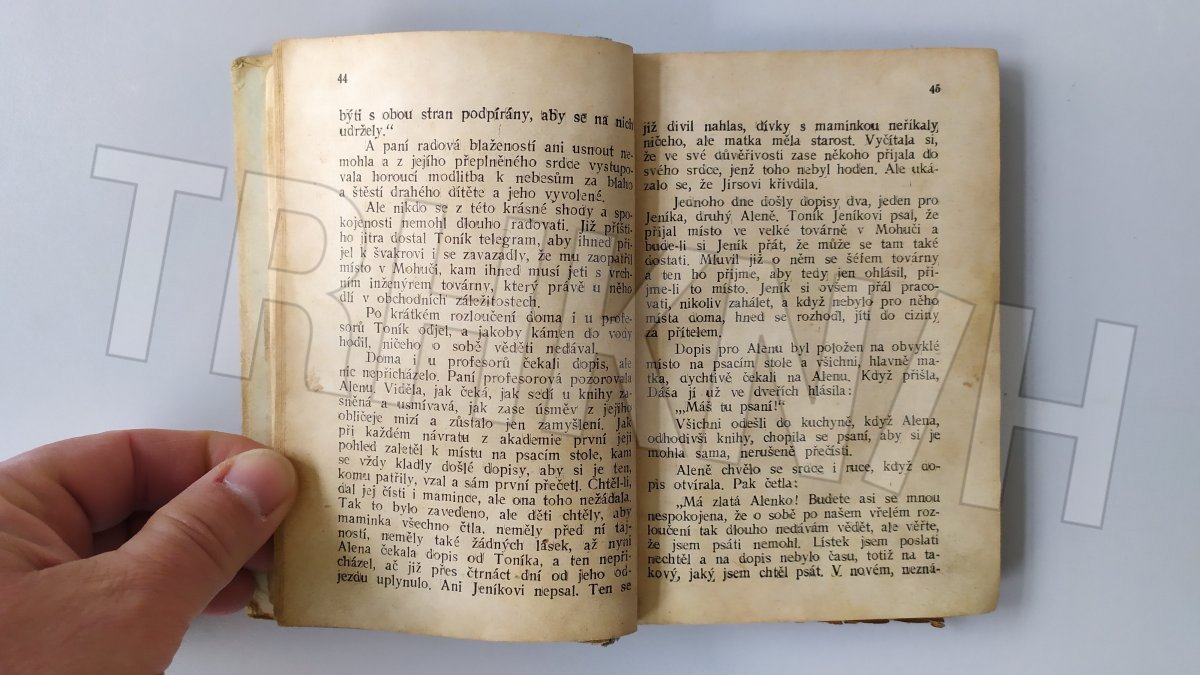 44
býti s obou stran podpírány, aby se na nich
udržely.“
A paní radová blažeností ani usnout ne-
mohla a z jejího přeplněného srdce vystupo-
vala horoucí modlitba k nebesům za blaho
a štěstí drahého dítěte a jeho vyvolené.
Ale nikdo se z této krásné shody a spo-
kojenosti nemohl dlouho radovati. Již příští-
ho jitra dostal Toník telegram, aby ihned při-
jel k švakrovi i se zavazadly, že mu zaopatřil
místo v Mohuči, kam ihned musí jeti s vrch-
ním inženýrem továrny, který právě u něho
dlí v obchodních záležitostech.
Po krátkém rozloučení doma i u profe-
sorů Toník odjel, a jakoby kámen do vody
hodil, ničeho o sobě věděti nedával.
Doma i u profesorů čekali dopis, ale
nic nepřicházelo. Paní profesorová pozorovala
Alenu. Viděla, jak čeká, jak sedí u knihy za-
sněná a usmívavá, jak zase úsměv z jejího
obličeje mizí a zůstalo jen zamyšlení. Jak
při každém návratu z akademie první její
pohled zaletěl k místu na psacím stole, kam
se vždy kladly došlé dopisy, aby si je ten,
komu patřily, vzal a sám první přečetl. Chtěl-li,
dal jej čísti i mamince, ale ona toho nežádala.
Tak to bylo zavedeno, ale děti chtěly, aby
maminka všechno čtla, neměly před ní taj-
ností, neměly také žádných lásek, až nyní
Alena čekala dopis od Toníka, a ten nepři-
cházel, ač již přes čtrnáct dní od jeho od-
jezdu uplynulo. Ani Jeníkovi nepsal. Ten se
45
již divil nahlas, dívky s maminkou neříkaly
ničeho, ale matka měla starost. Vyčítala si,
že ve své důvěřivosti zase někoho přijala do
svého srdce, jenž toho nebyl hoden. Ale uká-
zalo se, že Jirsovi křivdila.
Jednoho dne došly dopisy dva, jeden pro
Jeníka, druhý Aleně. Toník Jeníkovi psal, že
přijal místo ve velké továrně v Mohuči a
bude-li si Jeník přát, že může se tam také
dostati. Mluvil již o něm se šéfem továrny
a ten ho přijme, aby tedy jen ohlásil, při-
jme-li to místo. Jeník si ovšem přál praco-
vati, nikoliv zahálet, a když nebylo pro něho
místa doma, hned se rozhodl, jíti do ciziny
za přítelem.
Dopis pro Alenu byl položen na obvyklé
místo na psacím stole a všichni, hlavně ma-
tka, dychtivě čekali na Alenu. Když přišla,
Dáša jí už ve dveřích hlásila:
„Máš tu psaní!“
Všichni odešli do kuchyně, když Alena,
odhodivši knihy, chopila se psaní, aby si je
mohla sama, nerušeně přečísti.
Aleně chvělo se srdce i ruce, když do-
pis otvírala. Pak četla:
„Má zlatá Alenko! Budete asi se mnou
nespokojena, že o sobě po našem vřelém roz-
loučení tak dlouho nedávám vědět, ale věřte,
že jsem psáti nemohl. Lístek jsem poslati
nechtěl a na dopis nebylo času, totiž na ta-
kový, jaký jsem chtěl psát. V novém, nezná-
TRHKNIH